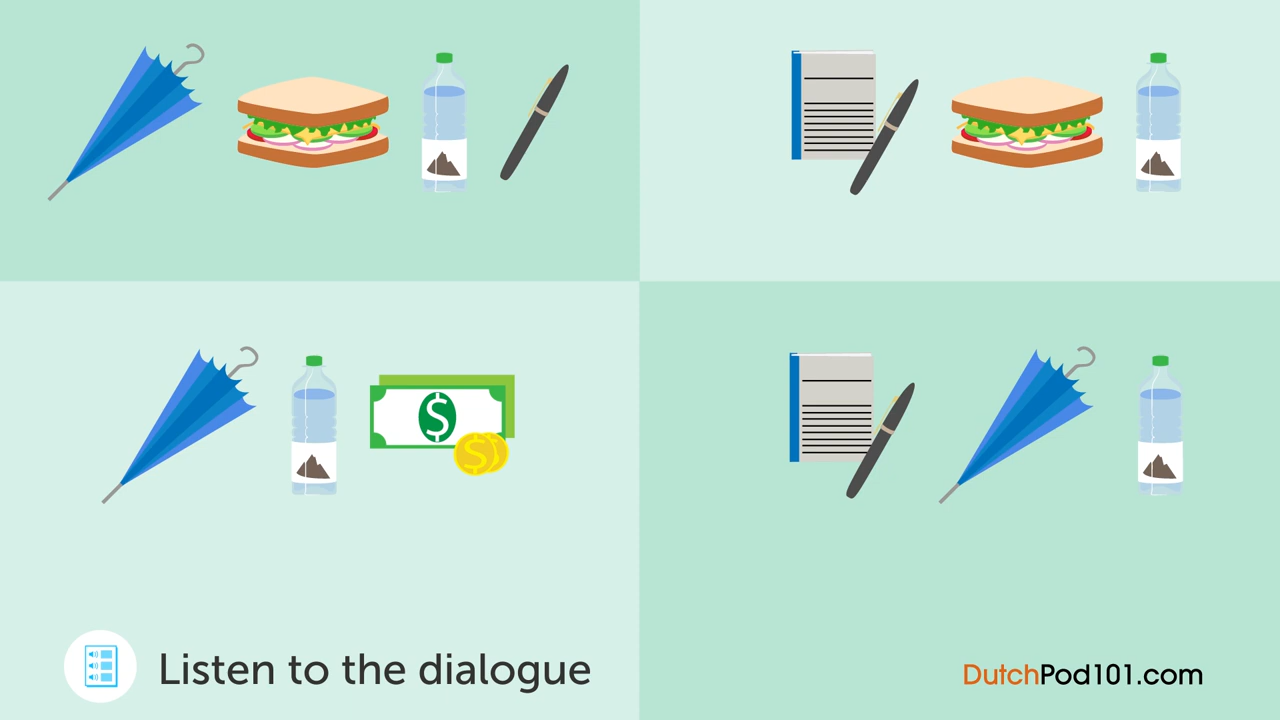 $
$
Listen to the dialogue
DutchPod101.com